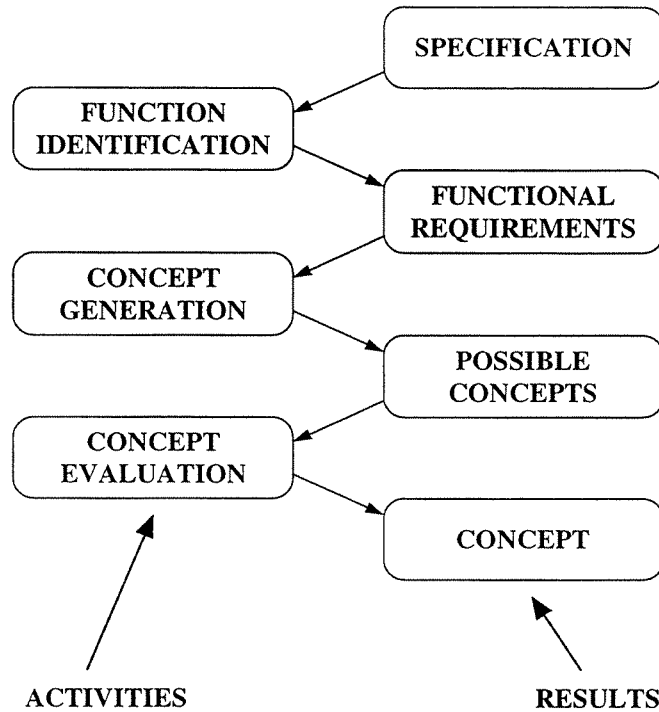 SPECIFICATION
FUNCTION
IDENTIFICATION
FUNCTIONAL
REQUIREMENTS
CONCEPT
GENERATION
POSSIBLE
CONCEPTS
CONCEPT
EVALUATION
CONCEPT
ACTIVITIES
RESULTS